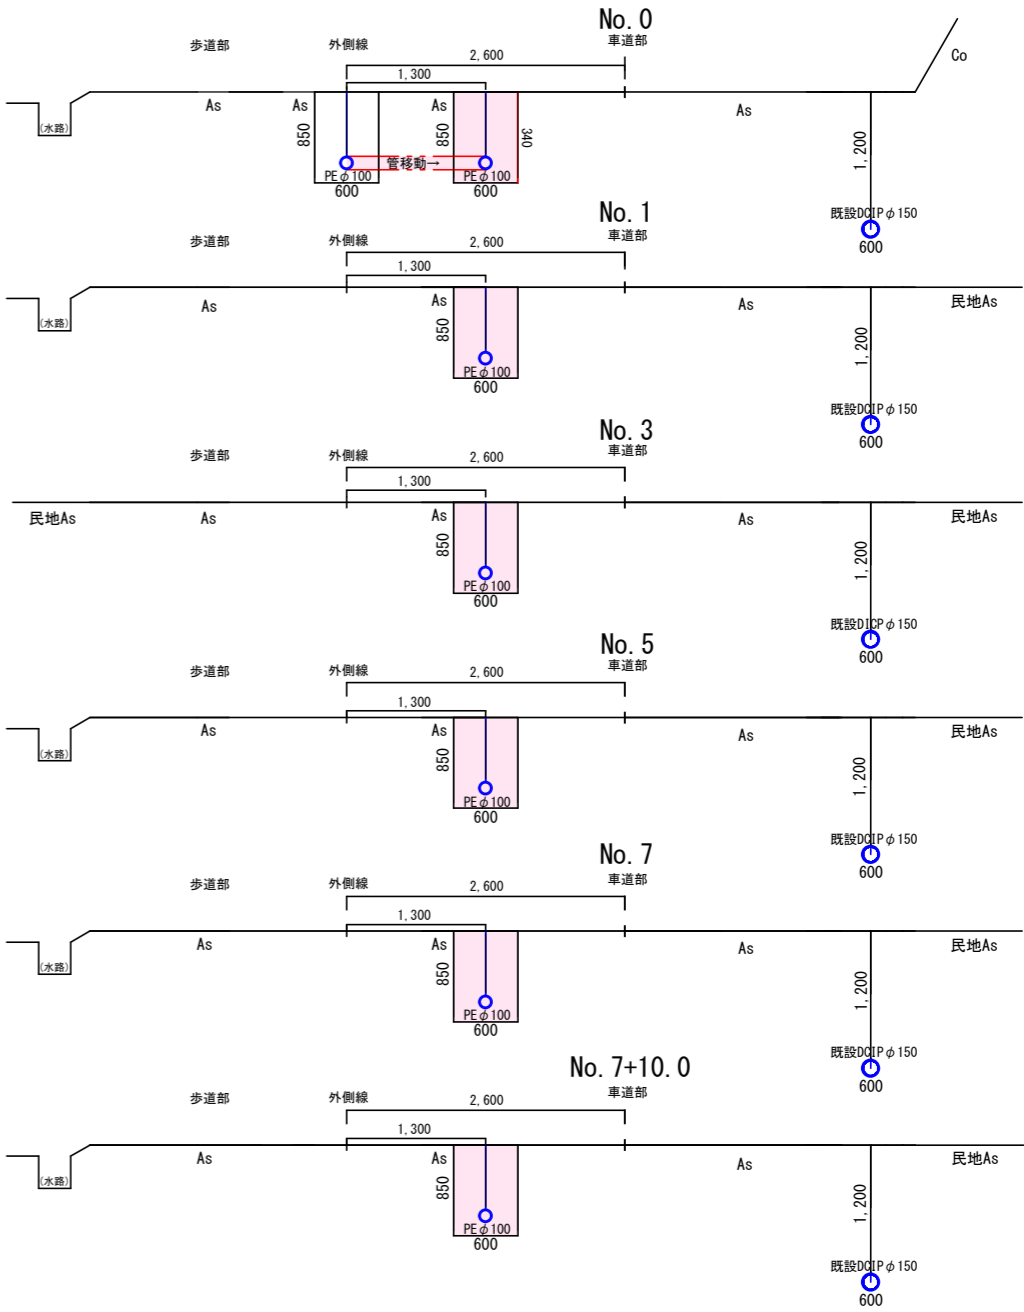 No. 0
歩道部 外側線 車道部
2,600
1,300
Co
As As As As
(水路) 850 850 340 1,200
管移動→
PEφ100 PEφ100
600 600
既設DCIPφ150
600
No. 1
歩道部 外側線 車道部
2,600
1,300
As As As 民地As
(水路) 850 1,200
PEφ100
600
既設DCIPφ150
600
No. 3
歩道部 外側線 車道部
2,600
1,300
民地As As As As 民地As
850 1,200
PEφ100
600
既設DICPφ150
600
No. 5
歩道部 外側線 車道部
2,600
1,300
As As As 民地As
(水路) 850 1,200
PEφ100
600
既設DCIPφ150
600
No. 7
歩道部 外側線 車道部
2,600
1,300
As As As 民地As
(水路) 850 1,200
PEφ100
600
既設DCIPφ150
600
No. 7+10.0
歩道部 外側線 車道部
2,600
1,300
As As As 民地As
(水路) 850 1,200
PEφ100
600
既設DCIPφ150
600